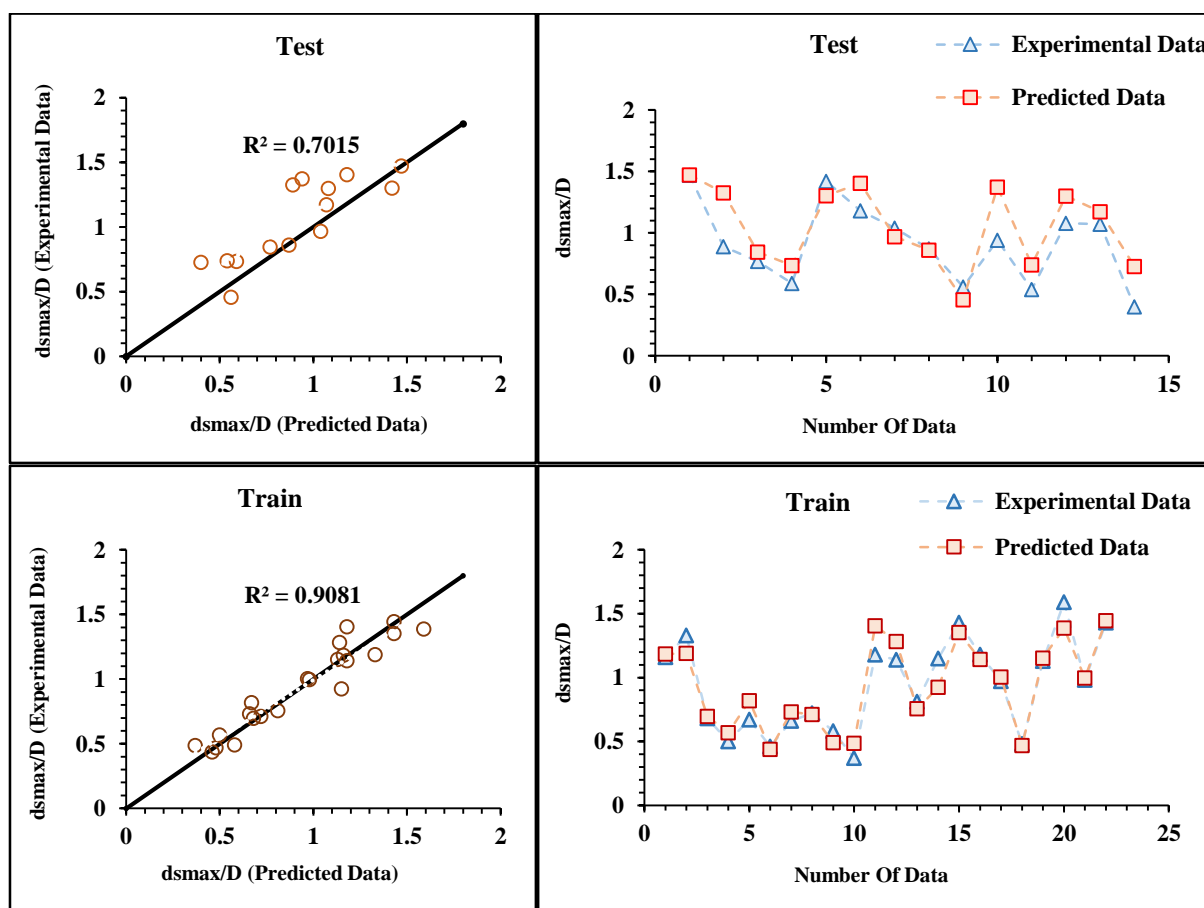 Test
dsmax/D (Experimental Data)
2
1.5
1
0.5
0
R² = 0.7015
0 0.5 1 1.5 2
dsmax/D (Predicted Data)
Test
Experimental Data
Predicted Data
dsmax/D
2
1.5
1
0.5
0
0 5 10 15
Number Of Data
Train
dsmax/D (Experimental Data)
2
1.5
1
0.5
0
R² = 0.9081
0 0.5 1 1.5 2
dsmax/D (Predicted Data)
Train
Experimental Data
Predicted Data
dsmax/D
2
1.5
1
0.5
0
0 5 10 15 20 25
Number Of Data